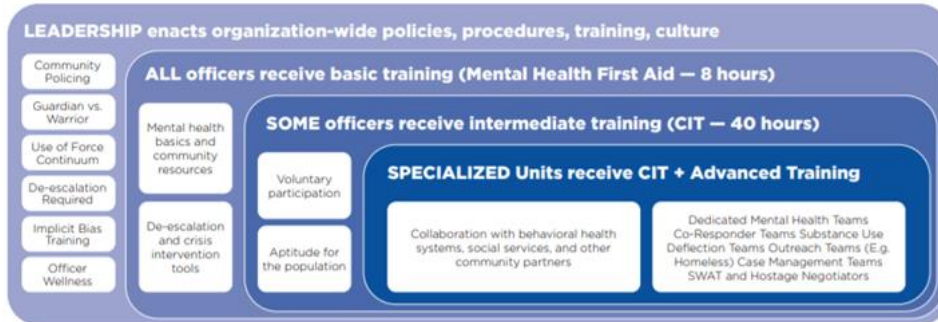 LEADERSHIP enacts organization-wide policies, procedures, training, culture
Community
Policing
Guardian vs.
Warrior
Use of Force
Continuum
De-escalation
Required
Implicit Bias
Training
Officer
Wellness
ALL officers receive basic training (Mental Health First Aid — 8 hours)
Mental health
basics and
community
resources
De-escalation
and crisis
intervention
tools
SOME officers receive intermediate training (CIT — 40 hours)
Voluntary
participation
Aptitude for
the population
SPECIALIZED Units receive CIT + Advanced Training
Collaboration with behavioral health
systems, social services, and other
community partners
Dedicated Mental Health Teams
Co-Responder Teams Substance Use
Deflection Teams Outreach Teams (E.g.
Homeless) Case Management Teams
SWAT and Hostage Negotiators